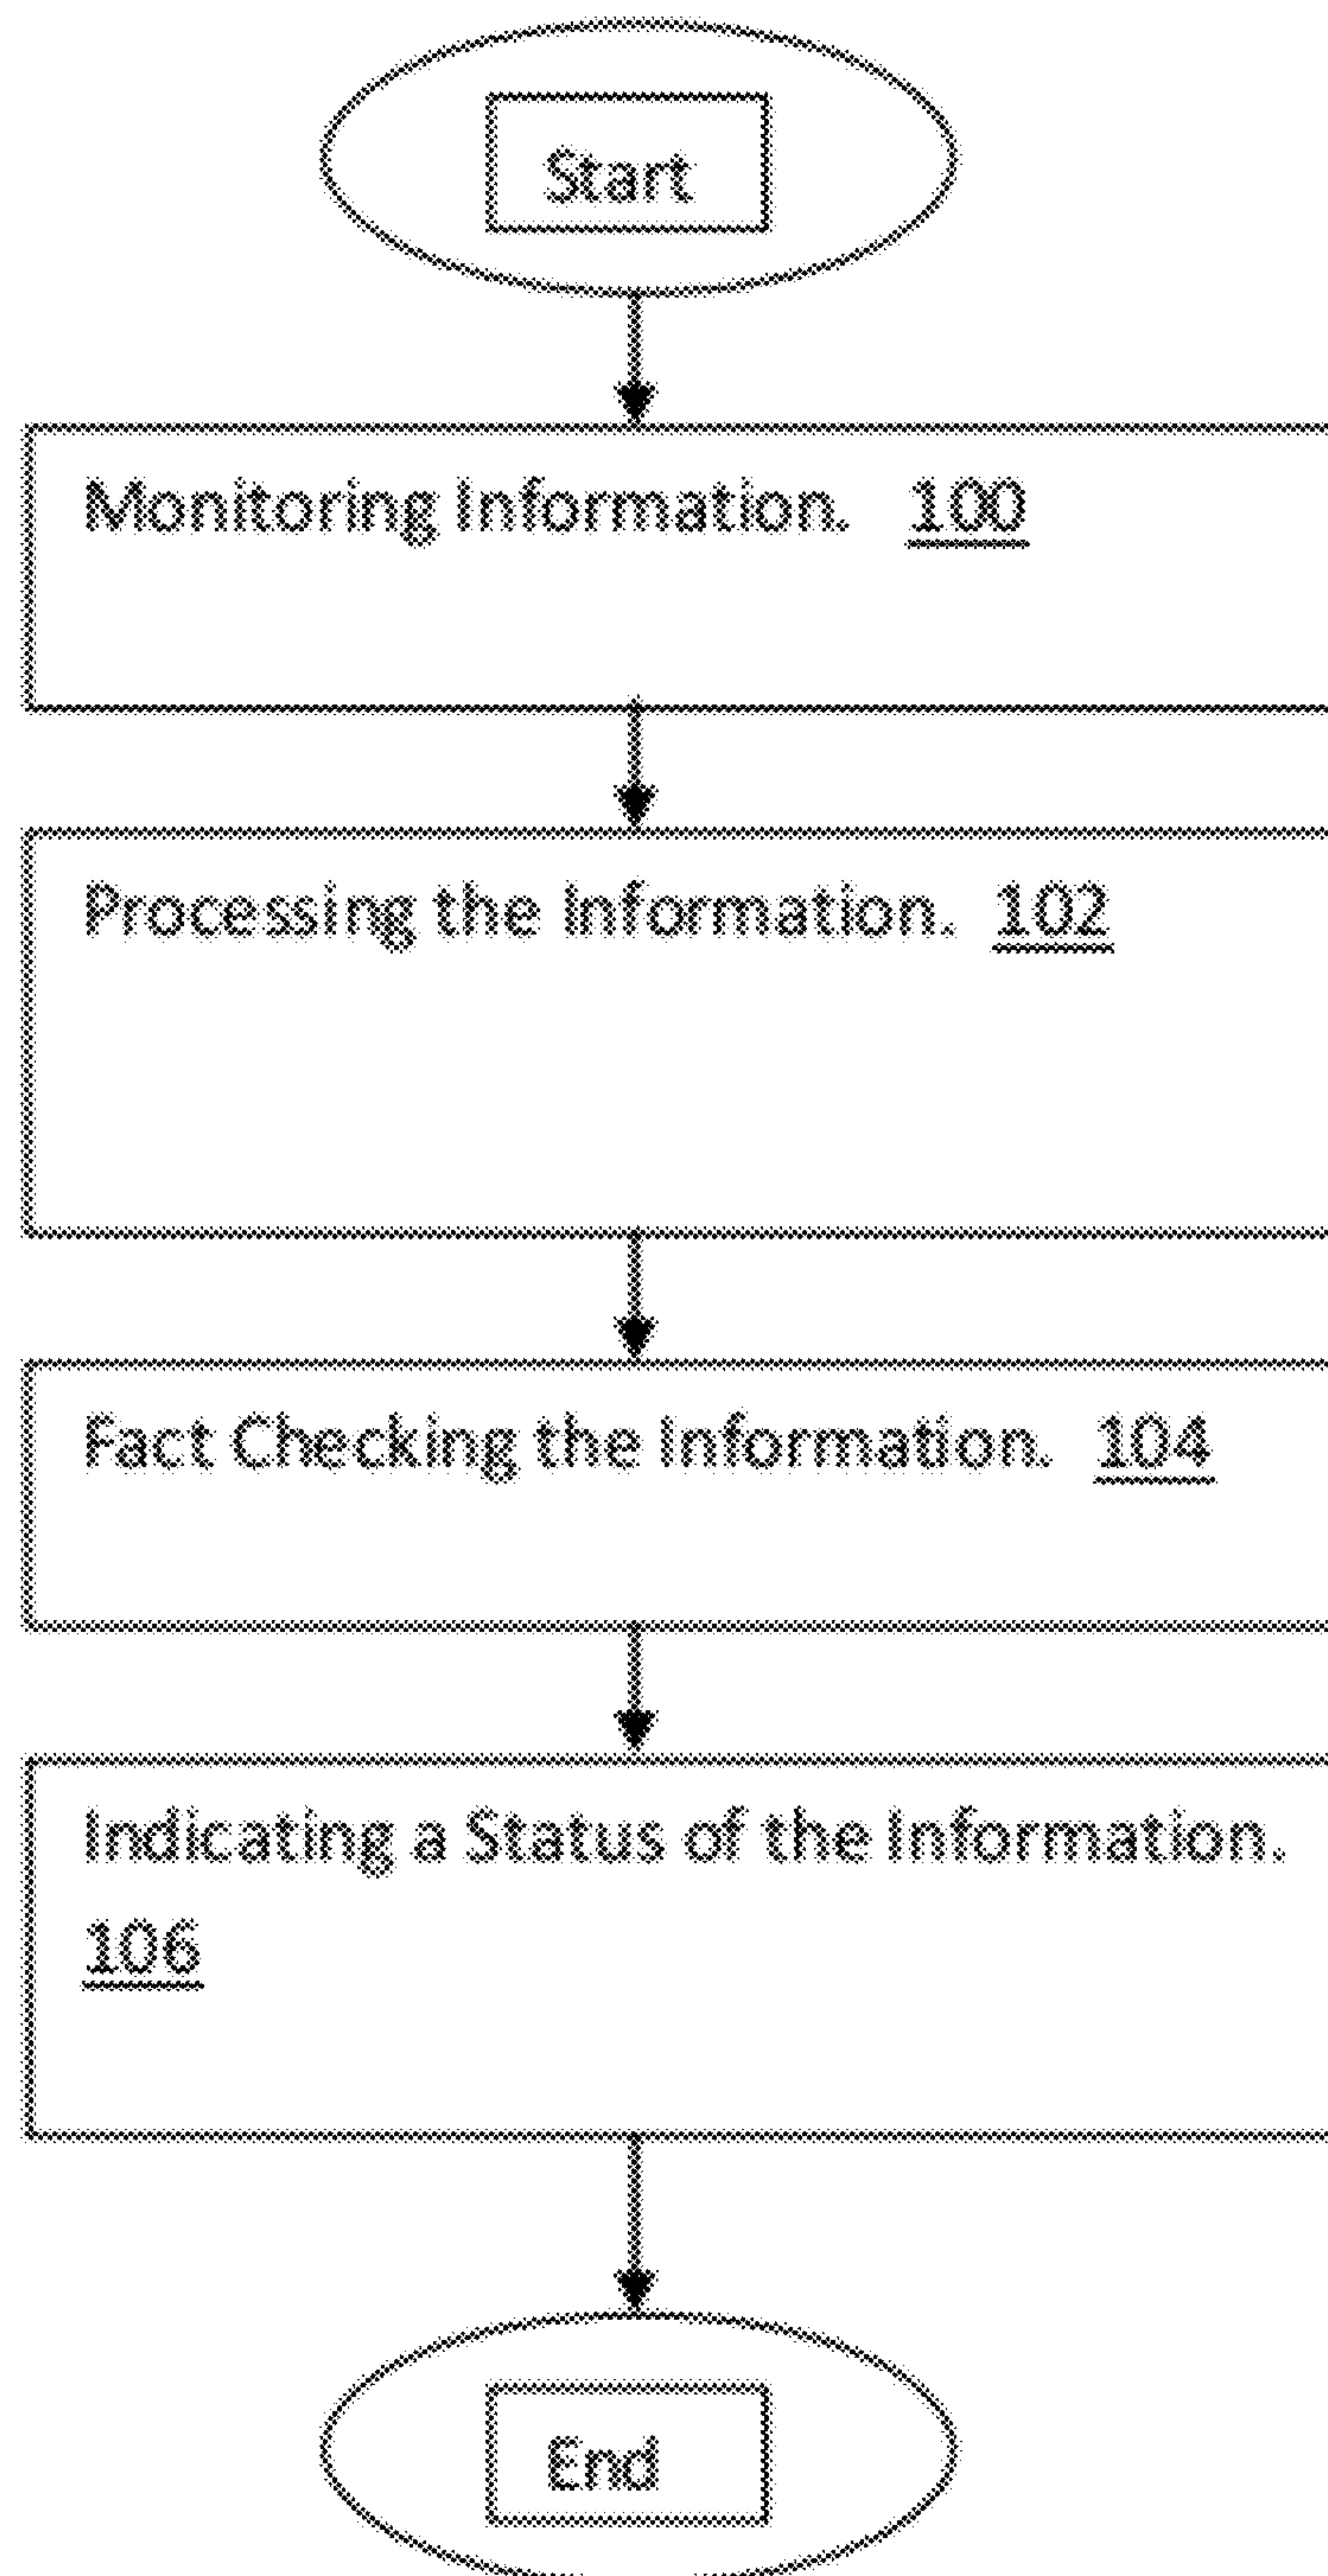 Start
Monitoring Information. 100
Processing the Information. 102
Fact Checking the Information. 104
Indicating a Status of the Information.
106
End